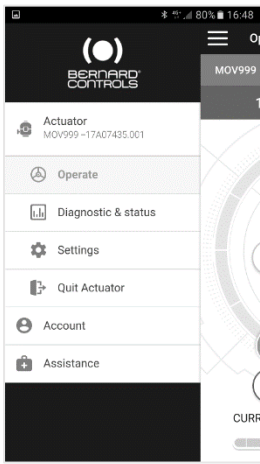 80% 16:48
BERNARD
CONTROLS
Op
MOV999
Actuator
MOV999 –17A07435.001
Operate
Diagnostic & status
Settings
Quit Actuator
Account
Assistance
CURR